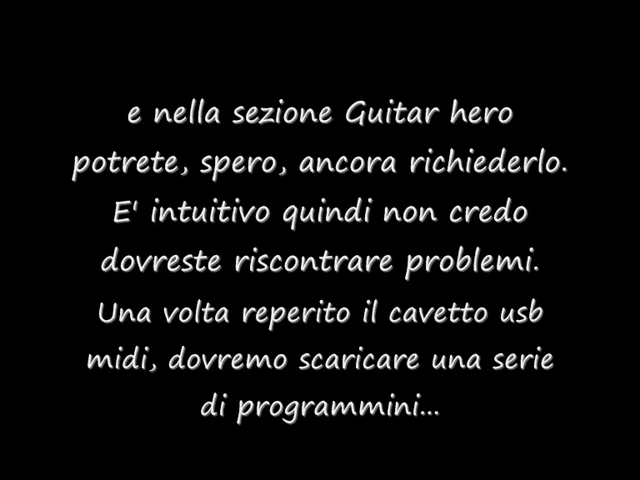 e nella sezione Guitar hero
potrete, spero, ancora richiederlo.
E' intuitivo quindi non credo
dovreste riscontrare problemi.
Una volta reperito il cavetto usb
midi, dovremo scaricare una serie
di programmini...